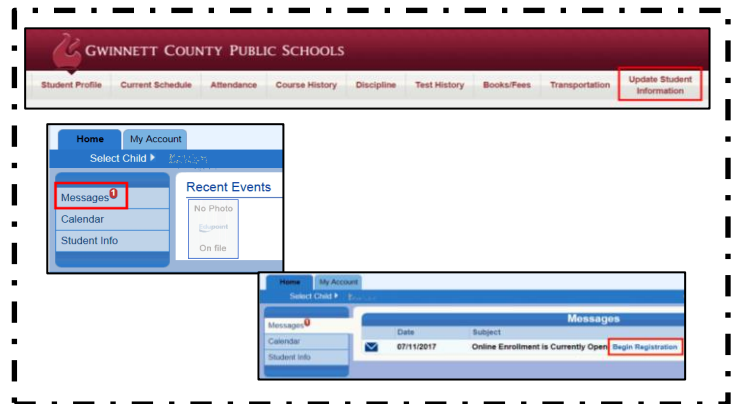 GWINNETT COUNTY PUBLIC SCHOOLS
Student Profile Current Schedule Attendance Course History Discipline Test History Books/Fees Transportation Update Student
Information
Home My Account
Select Child
Messages 1
Calendar
Student Info
Recent Events
No Photo
Edupoint
On file
Home My Account
Select Child
Messages
Calendar
Student Info
Messages
Date Subject
07/11/2017 Online Enrollment is Currently Open Begin Registration